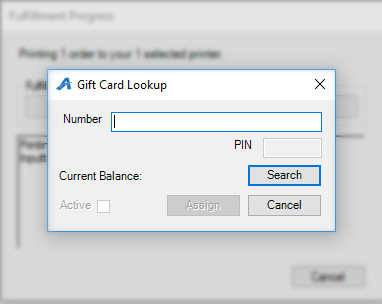 Fulfillment Progress
Printing 1 order to your 1 selected printer.
Gift Card Lookup
Number
PIN
Current Balance:
Search
Active
Assign
Cancel
Cancel